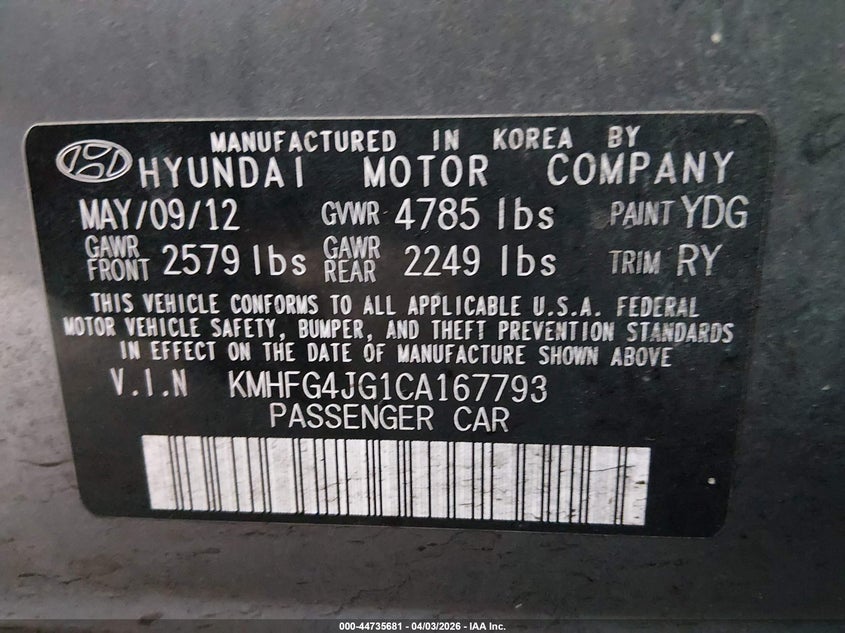 MANUFACTURED IN KOREA BY
HYUNDAI MOTOR COMPANY
MAY/09/12 GVWR 4785 lbs PAINT YDG
GAWR FRONT 2579 lbs GAWR REAR 2249 lbs TRIM RY
THIS VEHICLE CONFORMS TO ALL APPLICABLE U.S.A. FEDERAL
MOTOR VEHICLE SAFETY, BUMPER, AND THEFT PREVENTION STANDARDS
IN EFFECT ON THE DATE OF MANUFACTURE SHOWN ABOVE
V.I.N KMHFG4JG1CA167793
PASSENGER CAR
000-44735681 | 04/03/2026 | IAA Inc.